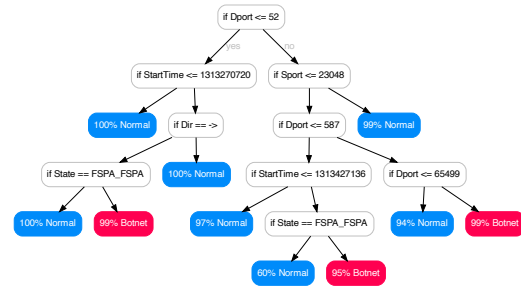 if Dport <= 52
yes
no
if StartTime <= 1313270720
if Sport <= 23048
100% Normal
if Dir == ->
if Dport <= 587
99% Normal
if State == FSPA_FSPA
100% Normal
if StartTime <= 1313427136
if Dport <= 65499
100% Normal
99% Botnet
97% Normal
if State == FSPA_FSPA
94% Normal
99% Botnet
60% Normal
95% Botnet